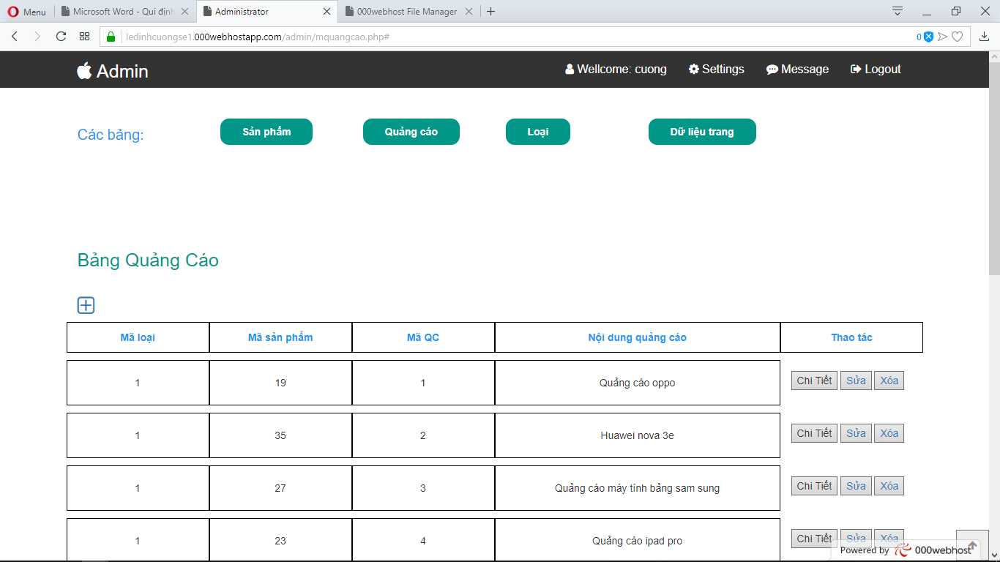 Menu
Microsoft Word - Qui định
Administrator
000webhost File Manager
ledinhcuongse1.000webhostapp.com/admin/mquangcao.php#
0
Admin
Wellcome: cuong
Settings
Message
Logout
Các bảng:
Sản phẩm
Quảng cáo
Loại
Dữ liệu trang
Bảng Quảng Cáo
Mã loại Mã sản phẩm Mã QC Nội dung quảng cáo Thao tác
1 19 1 Quảng cáo oppo Chi Tiết Sửa Xóa
1 35 2 Huawei nova 3e Chi Tiết Sửa Xóa
1 27 3 Quảng cáo máy tính bảng sam sung Chi Tiết Sửa Xóa
1 23 4 Quảng cáo ipad pro Chi Tiết Sửa Xóa
Powered by 000webhost